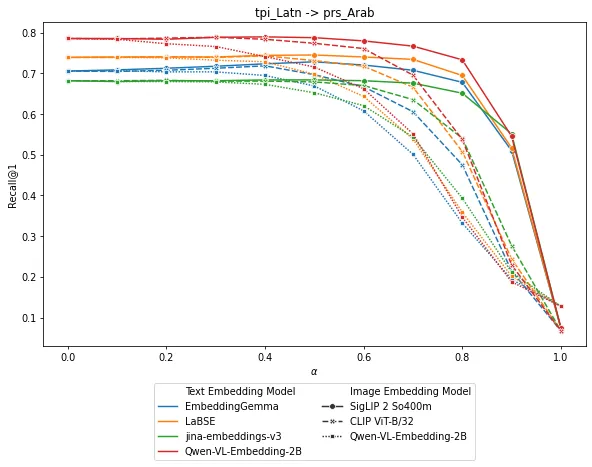 tpi_Latn -> prs_Arab
Recall@1
0.8
0.7
0.6
0.5
0.4
0.3
0.2
0.1
0.0 0.2 0.4 0.6 0.8 1.0
α
Text Embedding Model Image Embedding Model
EmbeddingGemma SigLIP 2 So400m
LaBSE CLIP ViT-B/32
jina-embeddings-v3 Qwen-VL-Embedding-2B
Qwen-VL-Embedding-2B